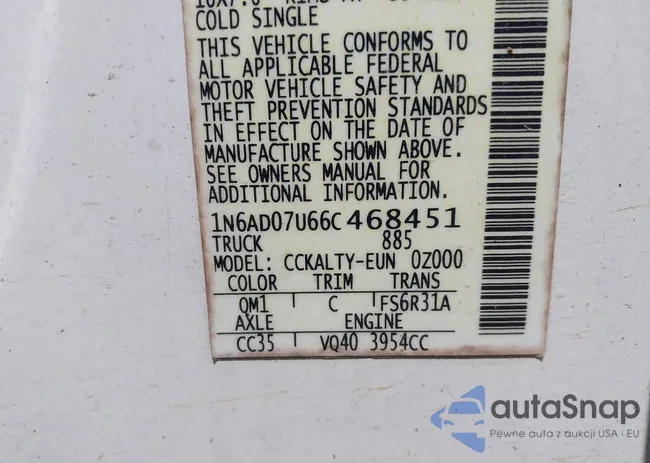 COLD SINGLE
THIS VEHICLE CONFORMS TO
ALL APPLICABLE FEDERAL
MOTOR VEHICLE SAFETY AND
THEFT PREVENTION STANDARDS
IN EFFECT ON THE DATE OF
MANUFACTURE SHOWN ABOVE.
SEE OWNERS MANUAL FOR
ADDITIONAL INFORMATION.
1N6AD07U66C468451
TRUCK 885
MODEL: CCKALTY-EUN 0Z000
COLOR TRIM TRANS
QM1 C FS6R31A
AXLE ENGINE
CC35 VQ40 3954CC
autaSnap
Pewne auta z aukcji USA i EU